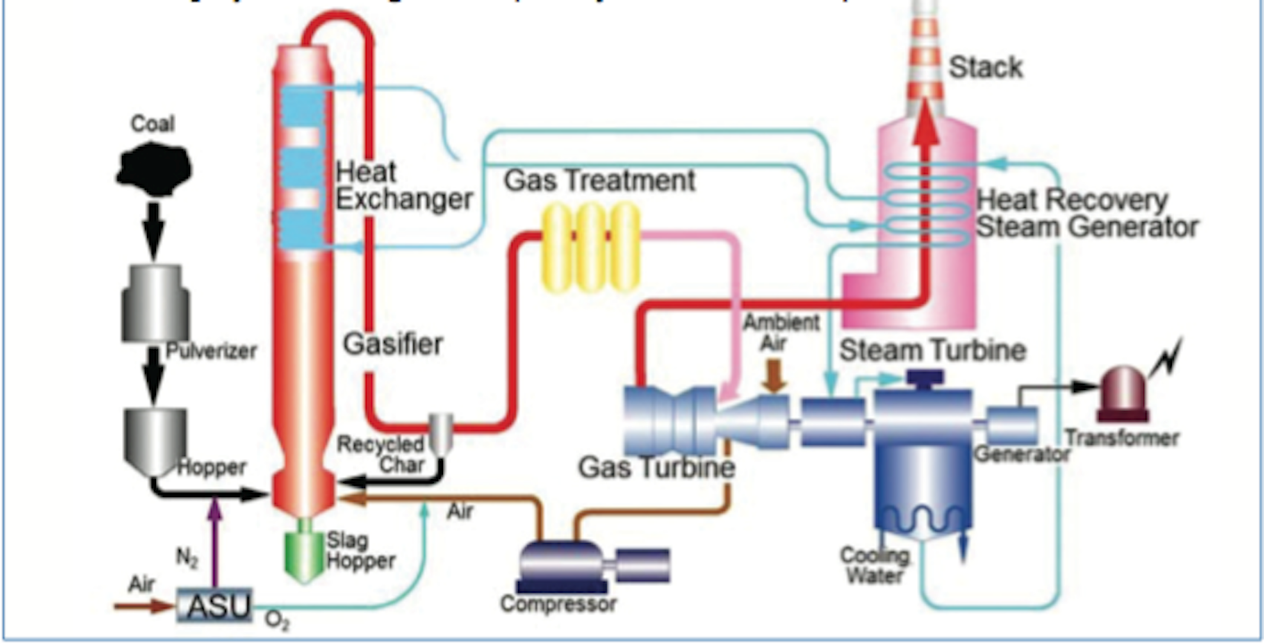 Stack
Coal
Heat
Exchanger
Gas Treatment
Heat Recovery
Steam Generator
Ambient
Air
Gasifier
Pulverizer
Steam Turbine
Recycled
Char
Hopper
Gas Turbine
Generator
Transformer
Air
Slag
Hopper
N2
Cooling
Water
Air
ASU
O2
Compressor